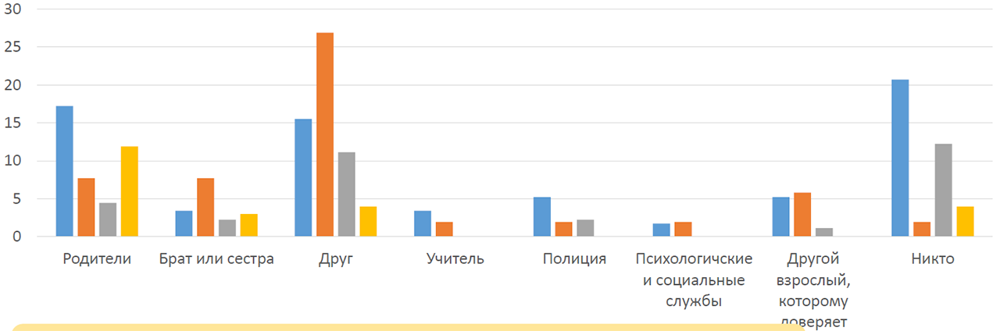 30
25
20
15
10
5
0
Родители
Брат или сестра
Друг
Учитель
Полиция
Психологичские
и социальные
службы
Другой
взрослый,
которому
доверяет
Никто